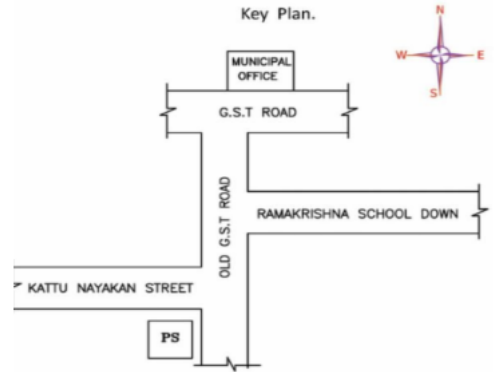 Key Plan.
N
W E
S
MUNICIPAL
OFFICE
G.S.T ROAD
OLD G.S.T ROAD
RAMAKRISHNA SCHOOL DOWN
KATTU NAYAKAN STREET
PS